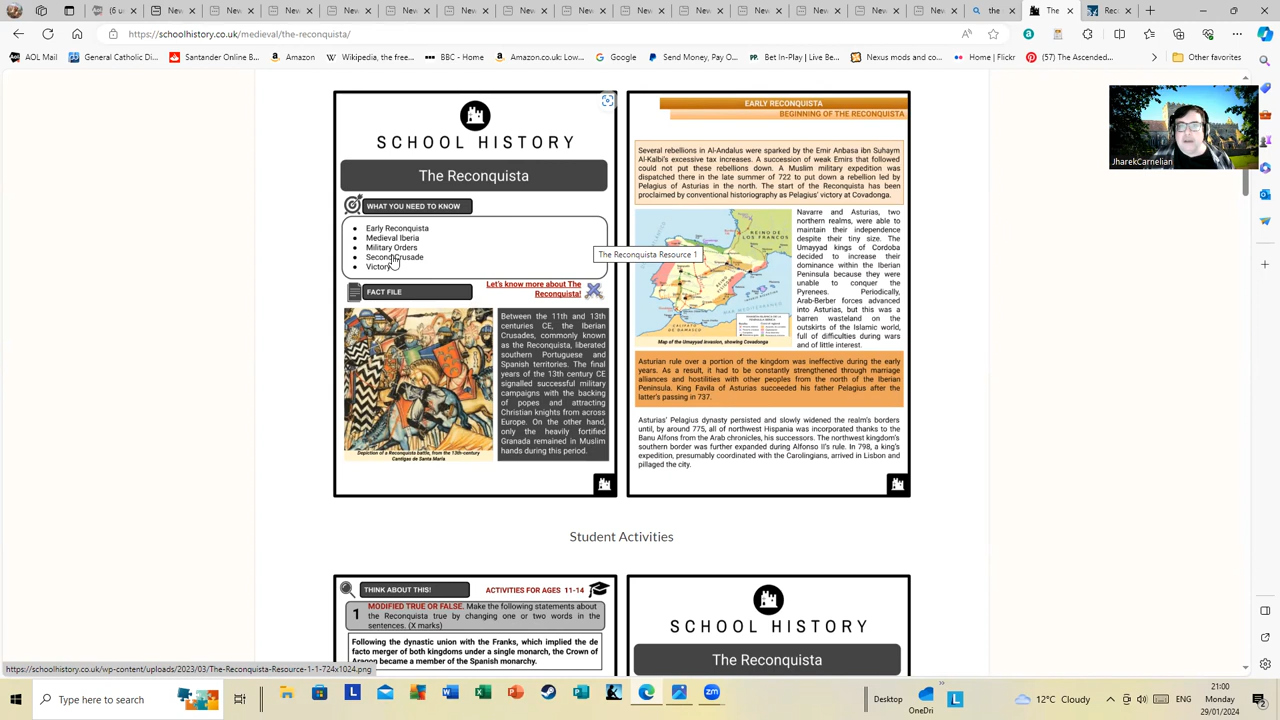 The
Rec
https://schoolhistory.co.uk/medieval/the-reconquista/
AOL Mail
General Catholic Di...
Santander Online B...
Amazon
Wikipedia, the free...
BBC - Home
Amazon.co.uk: Low...
Google
Send Money, Pay O...
Bet In-Play | Live Be...
Nexus mods and co...
Home | Flickr
(57) The Ascended...
Other favorites
SCHOOL HISTORY
The Reconquista
WHAT YOU NEED TO KNOW
Early Reconquista
Medieval Iberia
Military Orders
Second Crusade
Victory
FACT FILE
Let's know more about The
Reconquista!
Between the 11th and 13th
centuries CE, the Iberian
Crusades, commonly known
as the Reconquista, liberated
southern Portuguese and
Spanish territories. The final
years of the 13th century CE
signalled successful military
campaigns with the backing
of popes and attracting
Christian knights from across
Europe. On the other hand,
only the heavily fortified
Granada remained in Muslim
hands during this period.
Depiction of a Reconquista battle, from the 13th-century
Cantigas de Santa Maria
The Reconquista Resource 1
EARLY RECONQUISTA
BEGINNING OF THE RECONQUISTA
Several rebellions in Al-Andalus were sparked by the Emir Anbasa ibn Suhaym
Al-Kalbi's excessive tax increases. A succession of weak Emirs that followed
could not put these rebellions down. A Muslim military expedition was
dispatched there in the late summer of 722 to put down a rebellion led by
Pelagius of Asturias in the north. The start of the Reconquista has been
proclaimed by conventional historiography as Pelagius' victory at Covadonga.
REINO DE
LOS FRANCOS
MAR MEDITERRANEO
CALIFATO
DE DAMASCO
Map of the Umayyad invasion, showing Covadonga
Navarre and Asturias, two
northern realms, were able to
maintain their independence
despite their tiny size. The
Umayyad kings of Cordoba
decided to increase their
dominance within the Iberian
Peninsula because they were
unable to conquer the
Pyrenees. Periodically,
Arab-Berber forces advanced
into Asturias, but this was a
barren wasteland on the
outskirts of the Islamic world,
full of difficulties during wars
and of little interest.
Asturian rule over a portion of the kingdom was ineffective during the early
years. As a result, it had to be constantly strengthened through marriage
alliances and hostilities with other peoples from the north of the Iberian
Peninsula. King Favila of Asturias succeeded his father Pelagius after the
latter's passing in 737.
Asturias' Pelagius dynasty persisted and slowly widened the realm's borders
until, by around 775, all of northwest Hispania was incorporated thanks to the
Banu Alfons from the Arab chronicles, his successors. The northwest kingdom's
southern border was further expanded during Alfonso II's rule. In 798, a king's
expedition, presumably coordinated with the Carolingians, arrived in Lisbon and
pillaged the city.
JharekCarnelian
Student Activities
THINK ABOUT THIS!
ACTIVITIES FOR AGES 11-14
1
MODIFIED TRUE OR FALSE. Make the following statements about
the Reconquista true by changing one or two words in the
sentences. (X marks)
Following the dynastic union with the Franks, which implied the de
facto merger of both kingdoms under a single monarch, the Crown of
Aragon became a member of the Spanish monarchy.
SCHOOL HISTORY
The Reconquista
https://schoolhistory.co.uk/wp-content/uploads/2023/03/The-Reconquista-Resource-1-1-724x1024.png
Type here to search
Desktop
OneDri
12°C Cloudy
ENG
21:00
Monday
29/01/2024